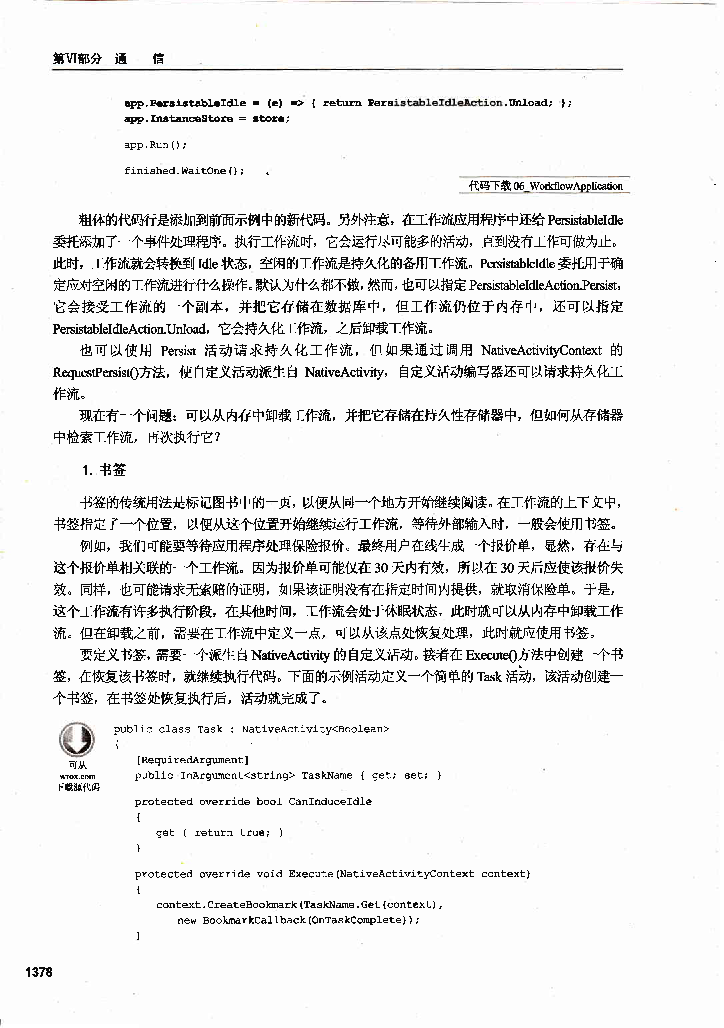 第VI部分 通 信
app.PersistableIdle = (e) => { return PersistableIdleAction.Unload; };
app.InstanceStore = store;
app.Run();
finished.WaitOne();
代码下载 06_WorkflowApplication
粗体的代码行是添加到前面示例中的新代码。另外注意，在工作流应用程序中还给 PersistableIdle
委托添加了一个事件处理程序。执行工作流时，它会运行尽可能多的活动，直到没有工作可做为止。
此时，工作流就会转换到 Idle 状态，空闲的工作流是持久化的备用工作流。PersistableIdle 委托用于确
定应对空闲的工作流进行什么操作。默认为什么都不做，然而，也可以指定 PersistableIdleAction.Persist，
它会接受工作流的一个副本，并把它存储在数据库中，但工作流仍位于内存中，还可以指定
PersistableIdleAction.Unload，它会持久化工作流，之后卸载工作流。
也可以使用 Persist 活动请求持久化工作流，但如果通过调用 NativeActivityContext 的
RequestPersist()方法，使自定义活动派生自 NativeActivity，自定义活动编写器还可以请求持久化工
作流。
现在有一个问题：可以从内存中卸载工作流，并把它存储在持久性存储器中，但如何从存储器
中检索工作流，再次执行它？
1. 书签
书签的传统用法是标记图书中的一页，以便从同一个地方开始继续阅读。在工作流的上下文中，
书签指定了一个位置，以便从这个位置开始继续运行工作流，等待外部输入时，一般会使用书签。
例如，我们可能要等待应用程序处理保险报价。最终用户在线生成一个报价单，显然，存在与
这个报价单相关联的一个工作流。因为报价单可能仅在 30 天内有效，所以在 30 天后应使该报价失
效。同样，也可能请求无索赔的证明，如果该证明没有在指定时间内提供，就取消保险单。于是，
这个工作流有许多执行阶段，在其他时间，工作流会处于休眠状态，此时就可以从内存中卸载工作
流。但在卸载之前，需要在工作流中定义一点，可以从该点处恢复处理，此时就应使用书签。
要定义书签，需要一个派生自 NativeActivity 的自定义活动。接着在 Execute()方法中创建一个书
签，在恢复该书签时，就继续执行代码。下面的示例活动定义一个简单的 Task 活动，该活动创建一
个书签，在书签处恢复执行后，活动就完成了。
可从
wrox.com
下载源代码
public class Task : NativeActivity<Boolean>
{
[RequiredArgument]
public InArgument<string> TaskName { get; set; }
protected override bool CanInduceIdle
{
get { return true; }
}
protected override void Execute(NativeActivityContext context)
{
context.CreateBookmark(TaskName.Get(context),
new BookmarkCallback(OnTaskComplete));
}
1378